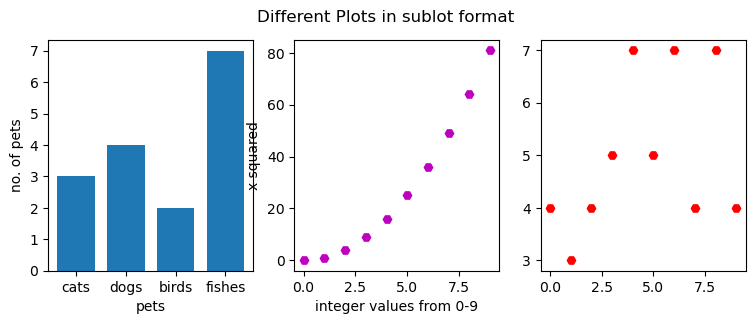 Different Plots in sublot format
no. of pets
7
6
5
4
3
2
1
0
cats dogs birds fishes
pets
x squared
80
60
40
20
0
0.0 2.5 5.0 7.5
integer values from 0-9
7
6
5
4
3
0.0 2.5 5.0 7.5